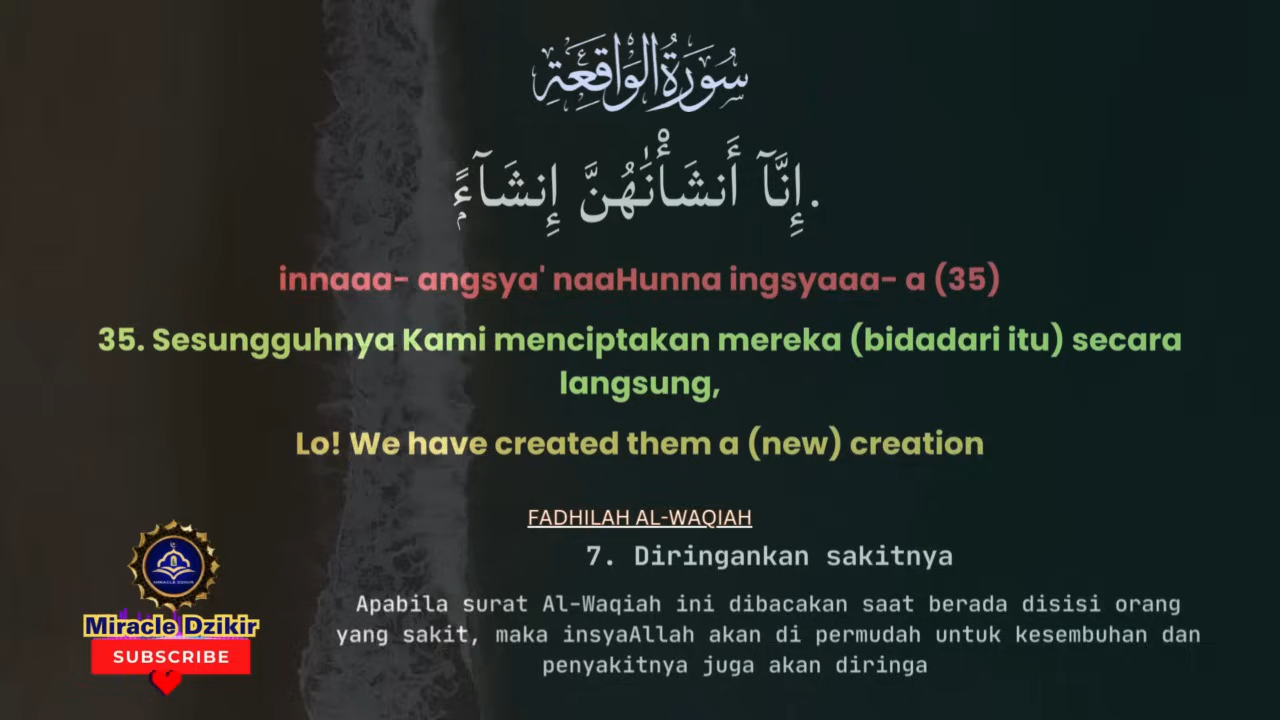 سُورَةُ الوَاقِعَةِ
إِنَّآ أَنشَأْنَٰهُنَّ إِنشَآءًۭ.
innaaa- angsya' naaHunna ingsyaaa- a (35)
35. Sesungguhnya Kami menciptakan mereka (bidadari itu) secara
langsung,
Lo! We have created them a (new) creation
FADHILAH AL-WAQIAH
7. Diringankan sakitnya
Apabila surat Al-Waqiah ini dibacakan saat berada disisi orang
yang sakit, maka insyaAllah akan di permudah untuk kesembuhan dan
penyakitnya juga akan diringa
MIRACLE DZIKIR
Miracle Dzikir
SUBSCRIBE